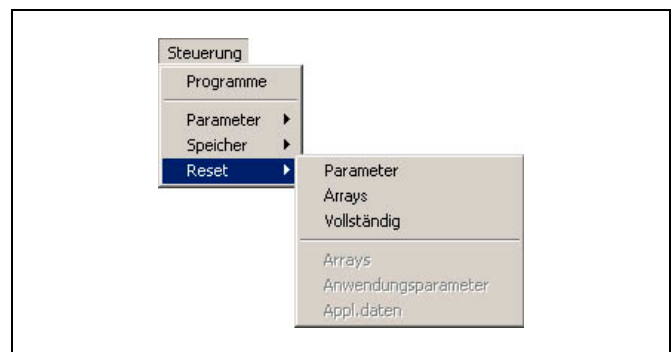 Steuerung
Programme
Parameter
Speicher
Reset
Parameter
Arrays
Vollständig
Arrays
Anwendungsparameter
Appl.daten